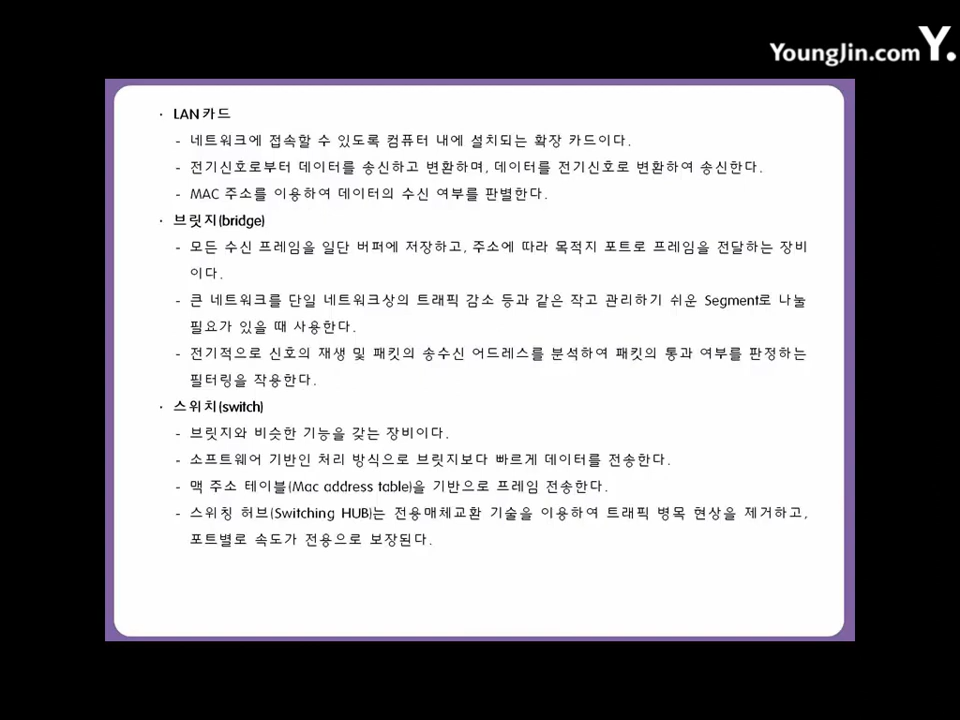 YoungJin.com Y.
· LAN카드
- 네트워크에 접속할 수 있도록 컴퓨터 내에 설치되는 확장 카드이다.
- 전기신호로부터 데이터를 송신하고 변환하며, 데이터를 전기신호로 변환하여 송신한다.
- MAC 주소를 이용하여 데이터의 수신 여부를 판별한다.
· 브릿지(bridge)
- 모든 수신 프레임을 일단 버퍼에 저장하고, 주소에 따라 목적지 포트로 프레임을 전달하는 장비
이다.
- 큰 네트워크를 단일 네트워크상의 트래픽 감소 등과 같은 작고 관리하기 쉬운 Segment로 나눌
필요가 있을 때 사용한다.
- 전기적으로 신호의 재생 및 패킷의 송수신 어드레스를 분석하여 패킷의 통과 여부를 판정하는
필터링을 작용한다.
· 스위치(switch)
- 브릿지와 비슷한 기능을 갖는 장비이다.
- 소프트웨어 기반인 처리 방식으로 브릿지보다 빠르게 데이터를 전송한다.
- 맥 주소 테이블(Mac address table)을 기반으로 프레임 전송한다.
- 스위칭 허브(Switching HUB)는 전용매체교환 기술을 이용하여 트래픽 병목 현상을 제거하고,
포트별로 속도가 전용으로 보장된다.